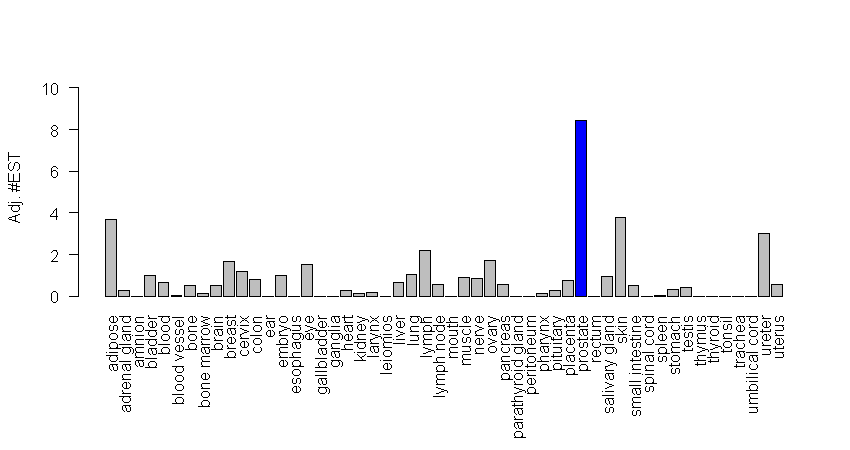 Adj. #EST
10
8
6
4
2
0
adipose
adrenal gland
amnion
bladder
blood
blood vessel
bone
bone marrow
brain
breast
cervix
colon
ear
embryo
esophagus
eye
gallbladder
ganglia
heart
kidney
larynx
leiomios
liver
lung
lymph
lymph node
mouth
muscle
nerve
ovary
pancreas
parathyroid gland
peritoneum
pharynx
pituitary
placenta
prostate
rectum
salivary gland
skin
small intestine
spinal cord
spleen
stomach
testis
thymus
thyroid
tonsil
trachea
umbilical cord
ureter
uterus